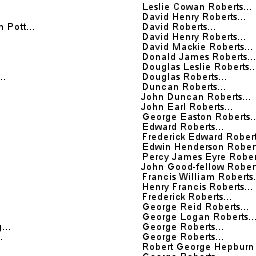 Leslie Cowan Roberts...
David Henry Roberts...
n Pott... David Roberts...
David Henry Roberts...
David Mackie Roberts...
Donald James Roberts...
Douglas Leslie Roberts...
... Douglas Roberts...
Duncan Roberts...
John Duncan Roberts...
John Earl Roberts...
George Easton Roberts...
Edward Roberts...
Frederick Edward Robert
Edwin Henderson Rober
Percy James Eyre Rober
John Good-fellow Rober
Francis William Roberts.
Henry Francis Roberts...
Frederick Roberts...
George Reid Roberts...
George Logan Roberts...
... George Roberts...
. George Roberts...
Robert George Hepburn
George Roberts